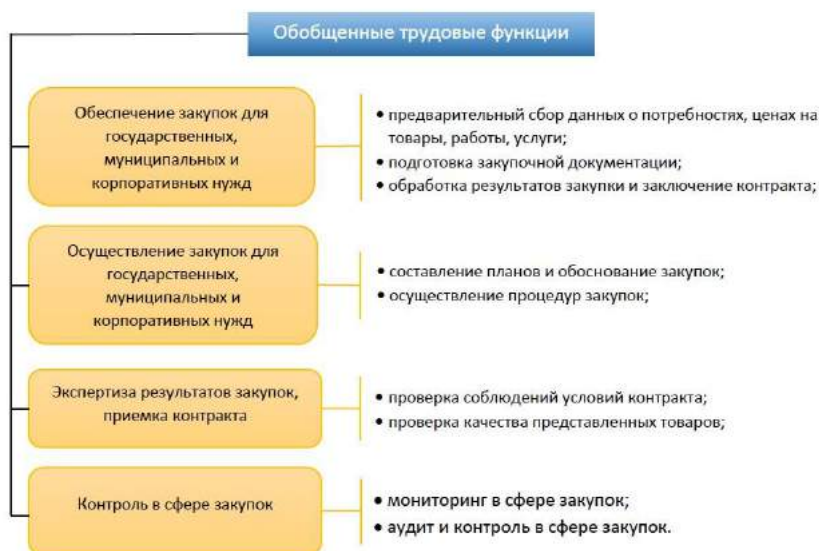 Обобщенные трудовые функции
Обеспечение закупок для
государственных,
муниципальных и
корпоративных нужд
• предварительный сбор данных о потребностях, ценах на
товары, работы, услуги;
• подготовка закупочной документации;
• обработка результатов закупки и заключение контракта;
Осуществление закупок для
государственных,
муниципальных и
корпоративных нужд
• составление планов и обоснование закупок;
• осуществление процедур закупок;
Экспертиза результатов закупок,
приемка контракта
• проверка соблюдений условий контракта;
• проверка качества представленных товаров;
Контроль в сфере закупок
• мониторинг в сфере закупок;
• аудит и контроль в сфере закупок.